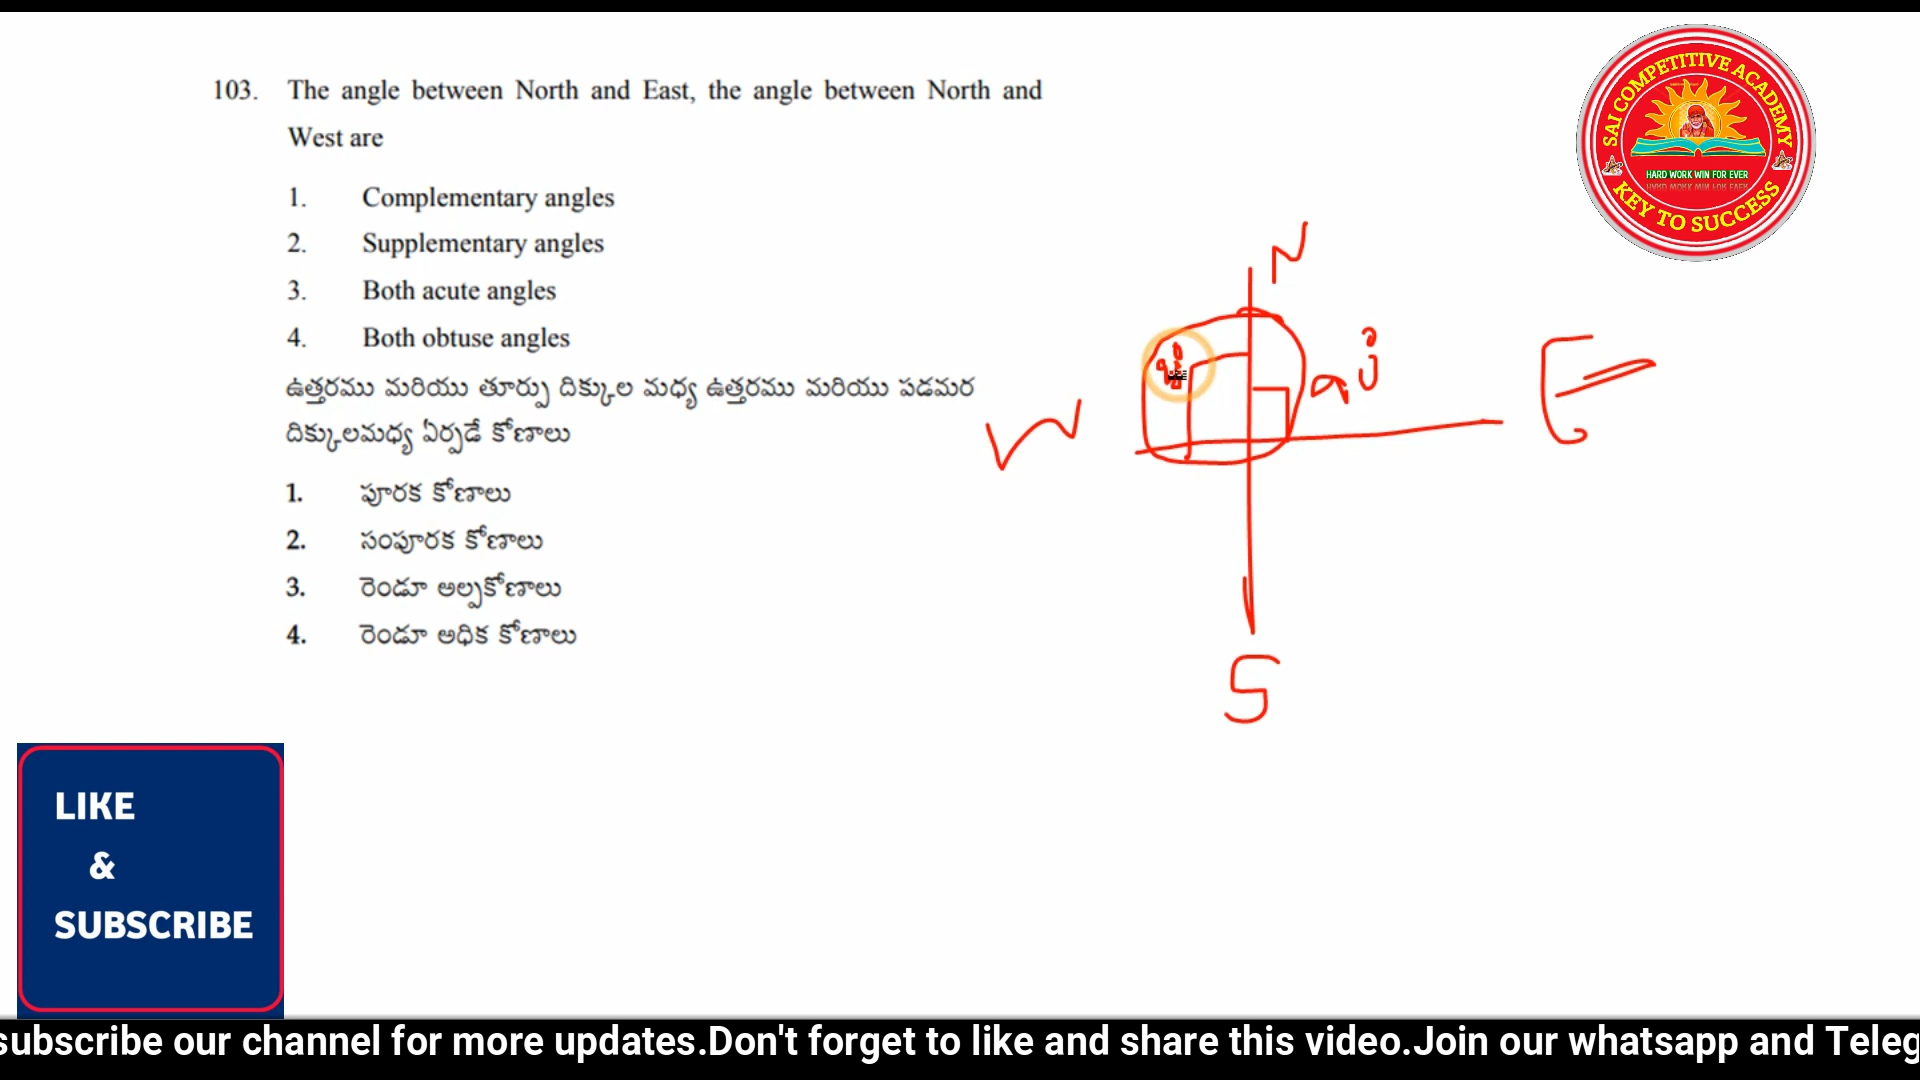 103. The angle between North and East, the angle between North and
West are
1. Complementary angles
2. Supplementary angles
3. Both acute angles
4. Both obtuse angles
ఉత్తరము మరియు తూర్పు దిక్కుల మధ్య ఉత్తరము మరియు పడమర
దిక్కులమధ్య ఏర్పడే కోణాలు
1. పూరక కోణాలు
2. సంపూరక కోణాలు
3. రెండూ అల్పకోణాలు
4. రెండూ అధిక కోణాలు
SAI COMPETITIVE ACADEMY
HARD WORK WIN FOR EVER
KEY TO SUCCESS
N
W
E
S
LIKE
&
SUBSCRIBE
subscribe our channel for more updates.Don't forget to like and share this video.Join our whatsapp and Teleg